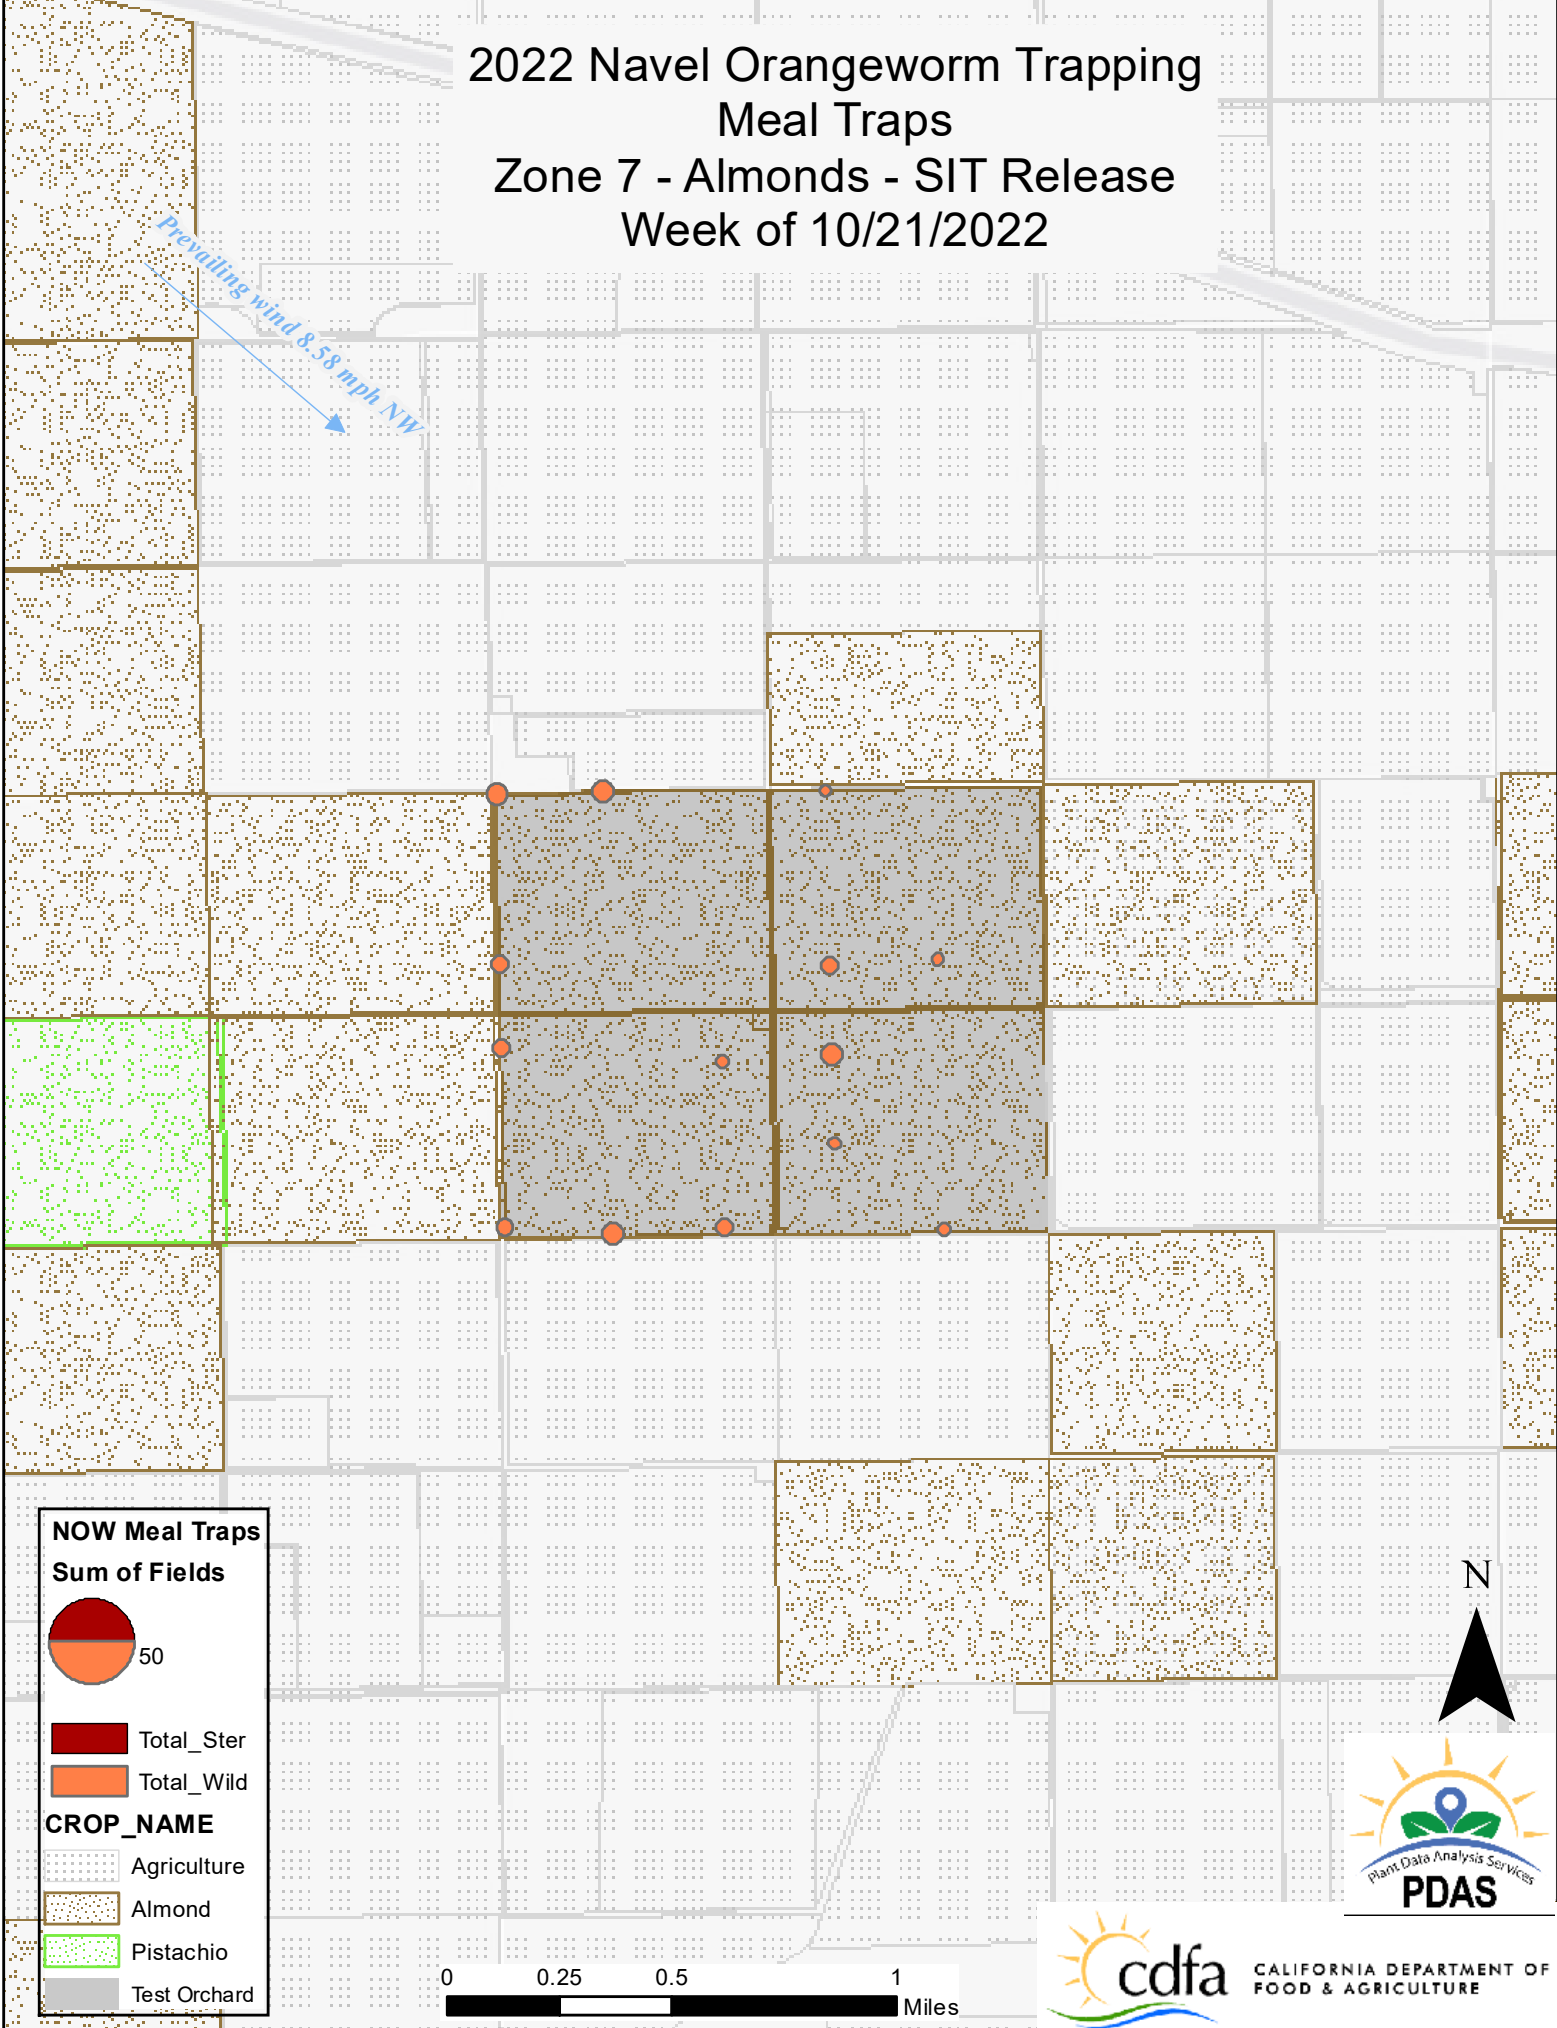 2022 Navel Orangeworm Trapping
Meal Traps
Zone 7 - Almonds - SIT Release
Week of 10/21/2022
Prevailing wind 8.58 mph NW
NOW Meal Traps
Sum of Fields
50
Total_Ster
Total_Wild
CROP_NAME
Agriculture
Almond
Pistachio
Test Orchard
0 0.25 0.5 1
Miles
N
Plant Data Analysis Services
PDAS
cdfa
CALIFORNIA DEPARTMENT OF
FOOD & AGRICULTURE